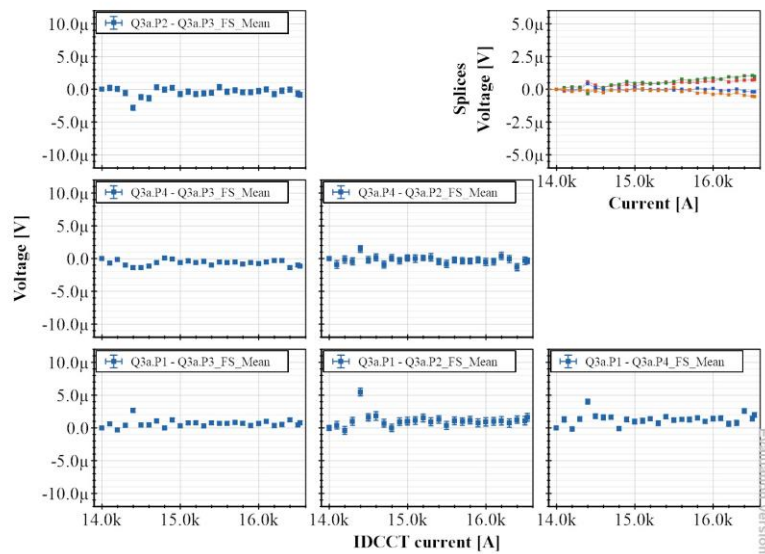 10.0μ
5.0μ
0.0
-5.0μ
-10.0μ
Q3a.P2 - Q3a.P3_FS_Mean
Splices
Voltage [V]
5.0μ
2.5μ
0.0
-2.5μ
-5.0μ
14.0k 15.0k 16.0k
Current [A]
Voltage [V]
10.0μ
5.0μ
0.0
-5.0μ
-10.0μ
Q3a.P4 - Q3a.P3_FS_Mean
Q3a.P4 - Q3a.P2_FS_Mean
10.0μ
5.0μ
0.0
-5.0μ
-10.0μ
Q3a.P1 - Q3a.P3_FS_Mean
Q3a.P1 - Q3a.P2_FS_Mean
Q3a.P1 - Q3a.P4_FS_Mean
14.0k 15.0k 16.0k
14.0k 15.0k 16.0k
14.0k 15.0k 16.0k
IDCCT current [A]